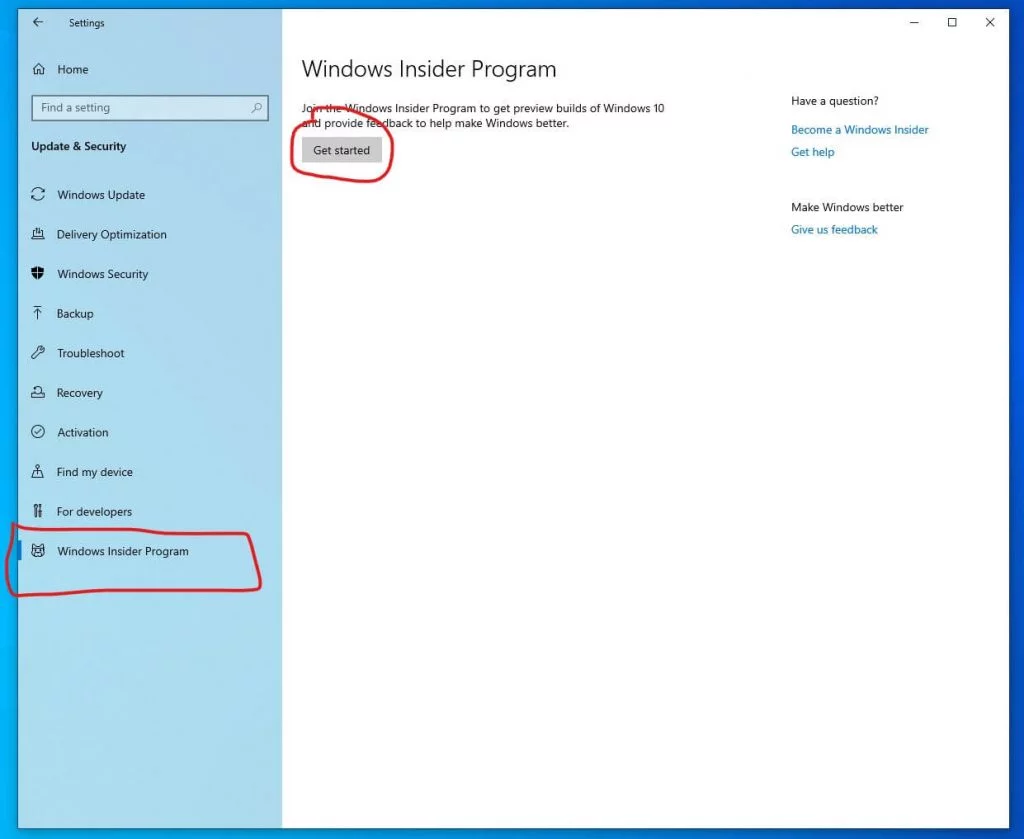 Settings
Home
Find a setting
Update & Security
Windows Update
Delivery Optimization
Windows Security
Backup
Troubleshoot
Recovery
Activation
Find my device
For developers
Windows Insider Program
Windows Insider Program
Join the Windows Insider Program to get preview builds of Windows 10
and provide feedback to help make Windows better.
Get started
Have a question?
Become a Windows Insider
Get help
Make Windows better
Give us feedback